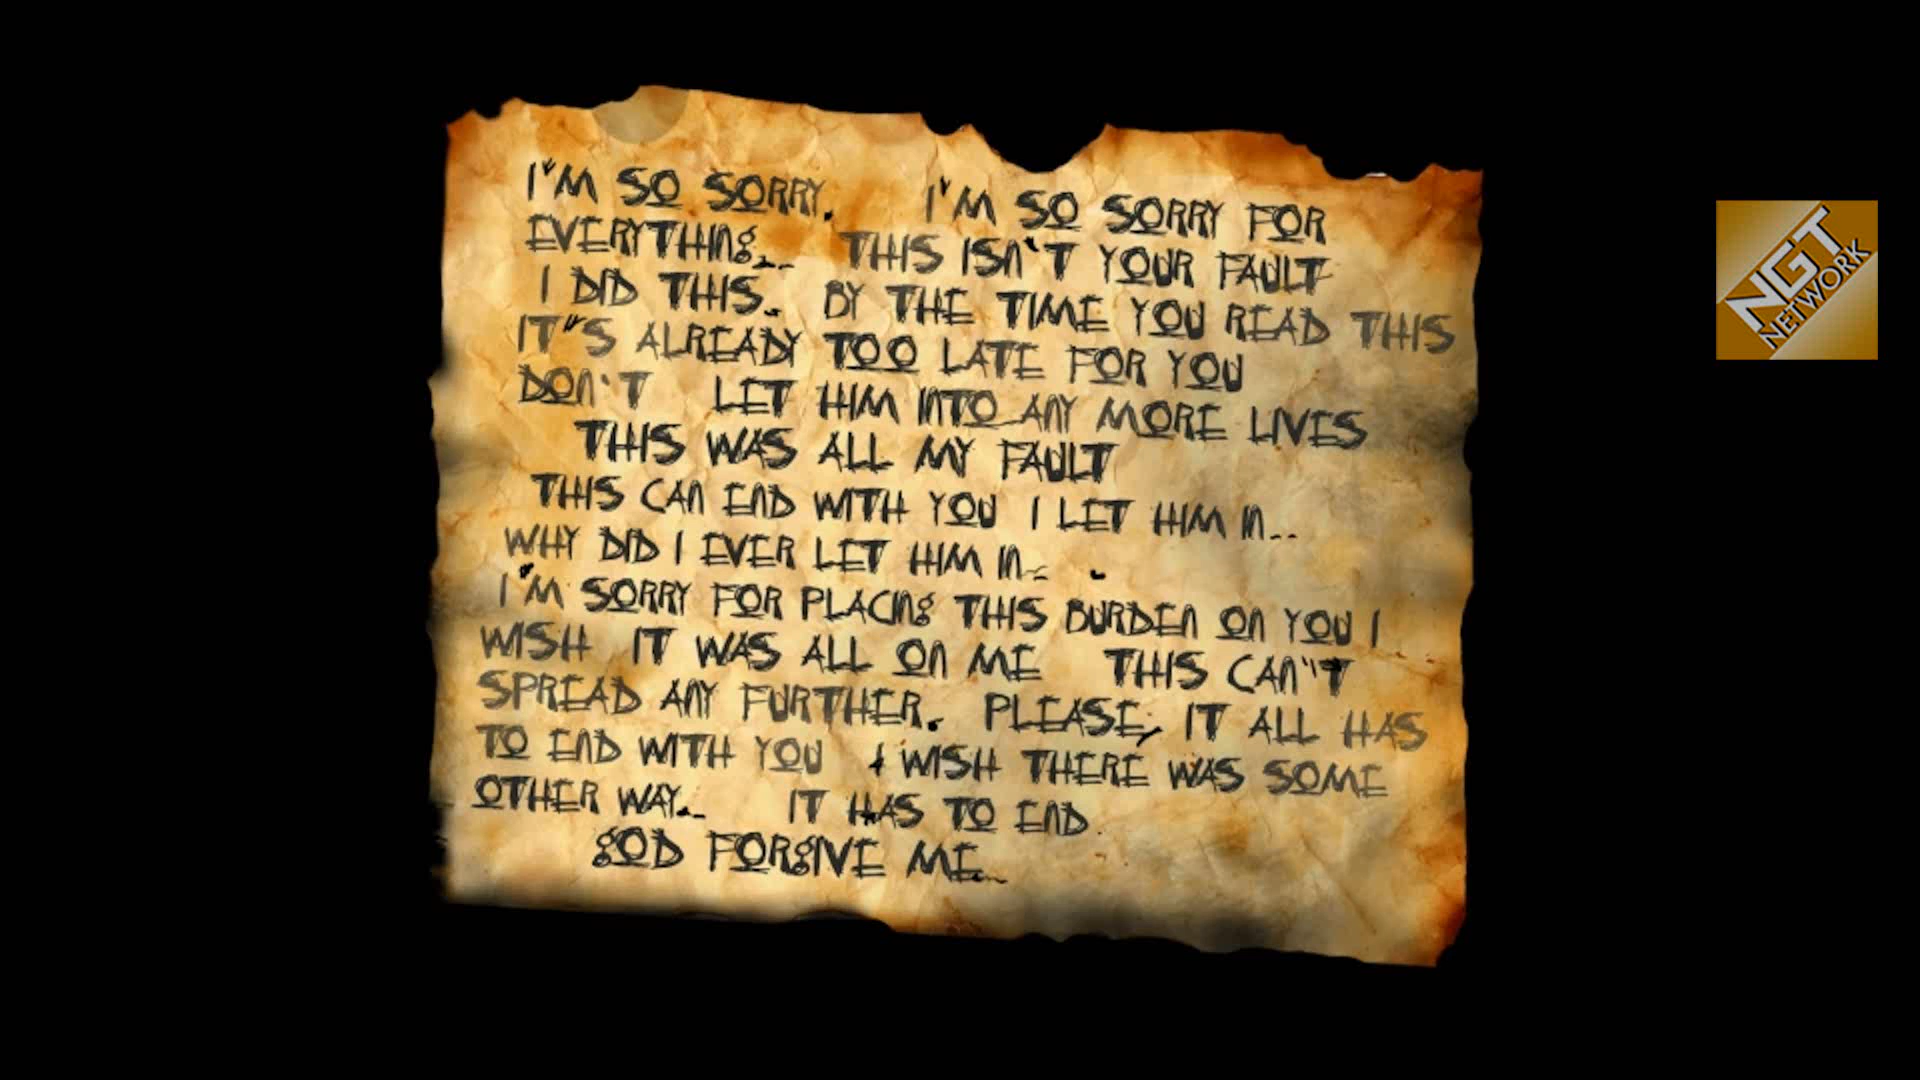 I'M SO SORRY. I'M SO SORRY FOR
EVERYTHING... THIS ISN'T YOUR FAULT
I DID THIS.. BY THE TIME YOU READ THIS
IT"S ALREADY TOO LATE FOR YOU
DON'T LET HIM INTO ANY MORE LIVES
THIS WAS ALL MY FAULT
THIS CAN END WITH YOU I LET HIM IN...
WHY DID I EVER LET HIM IN..
I'M SORRY FOR PLACING THIS BURDEN ON YOU I
WISH IT WAS ALL ON ME THIS CAN'T
SPREAD ANY FURTHER. PLEASE, IT ALL HAS
TO END WITH YOU I WISH THERE WAS SOME
OTHER WAY... IT HAS TO END.
GOD FORGIVE ME...
NGT
NETWORK